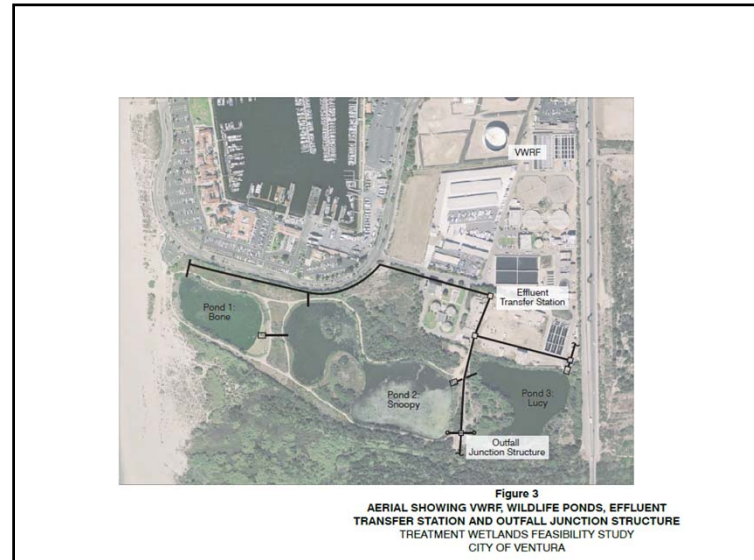 VWRF
Effluent
Transfer Station
Pond 1:
Bone
Pond 2:
Snoopy
Pond 3:
Lucy
Outfall
Junction Structure
Figure 3
AERIAL SHOWING VWRF, WILDLIFE PONDS, EFFLUENT
TRANSFER STATION AND OUTFALL JUNCTION STRUCTURE
TREATMENT WETLANDS FEASIBILITY STUDY
CITY OF VENTURA